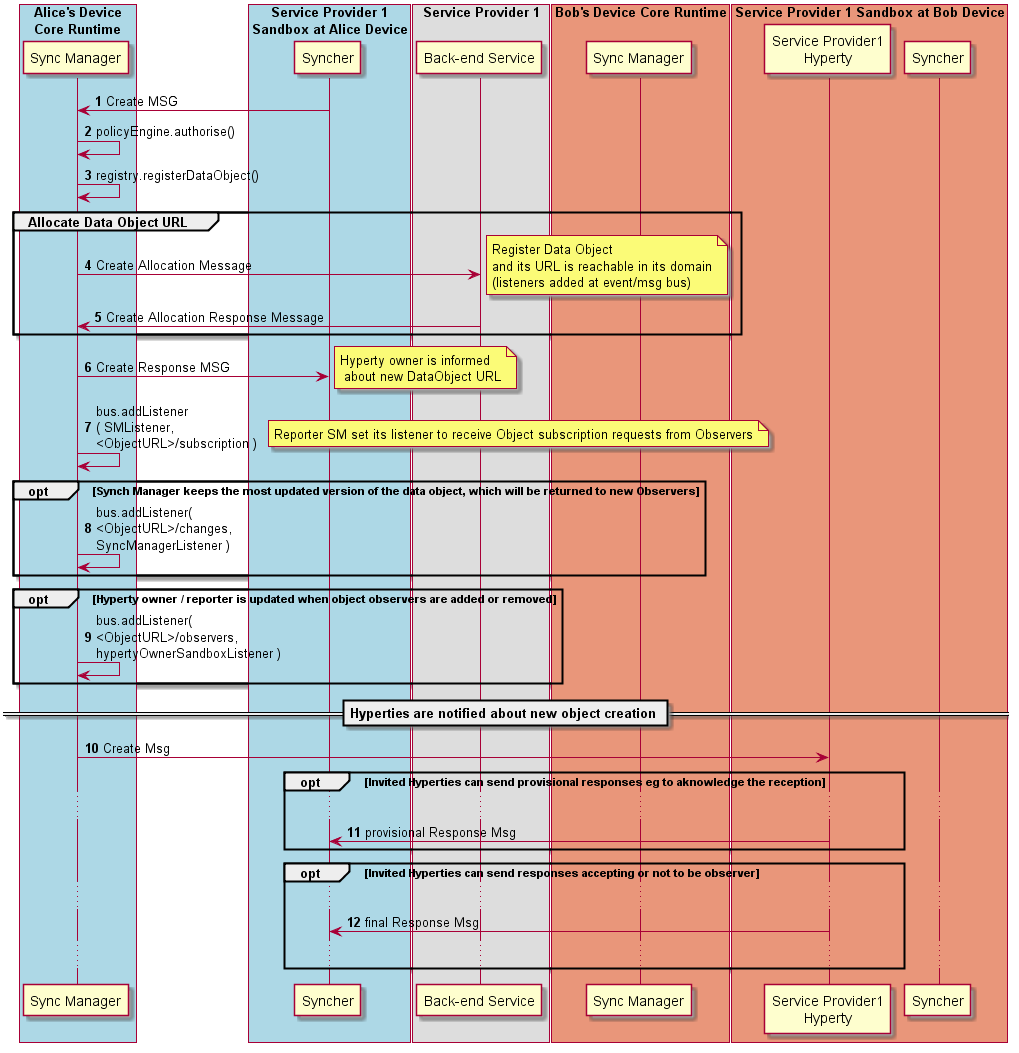 Alice's Device
Core Runtime
Service Provider 1
Sandbox at Alice Device
Service Provider 1
Bob's Device Core Runtime
Service Provider 1 Sandbox at Bob Device
Sync Manager
Syncher
Back-end Service
Sync Manager
Service Provider1
Hyperty
Syncher
1 Create MSG
2 policyEngine.authorise()
3 registry.registerDataObject()
Allocate Data Object URL
4 Create Allocation Message
Register Data Object
and its URL is reachable in its domain
(listeners added at event/msg bus)
5 Create Allocation Response Message
6 Create Response MSG
Hyperty owner is informed
about new DataObject URL
bus.addListener
7 ( SMListener,
<ObjectURL>/subscription )
Reporter SM set its listener to receive Object subscription requests from Observers
opt [Synch Manager keeps the most updated version of the data object, which will be returned to new Observers]
bus.addListener(
8 <ObjectURL>/changes,
SyncManagerListener )
opt [Hyperty owner / reporter is updated when object observers are added or removed]
bus.addListener(
9 <ObjectURL>/observers,
hypertyOwnerSandboxListener )
Hyperties are notified about new object creation
10 Create Msg
opt [Invited Hyperties can send provisional responses eg to aknowledge the reception]
11 provisional Response Msg
opt [Invited Hyperties can send responses accepting or not to be observer]
12 final Response Msg
Sync Manager
Syncher
Back-end Service
Sync Manager
Service Provider1
Hyperty
Syncher